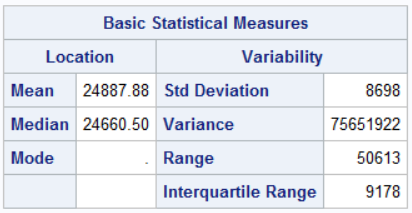 Basic Statistical Measures
Location Variability
Mean 24887.88 Std Deviation 8698
Median 24660.50 Variance 75651922
Mode . Range 50613
Interquartile Range 9178